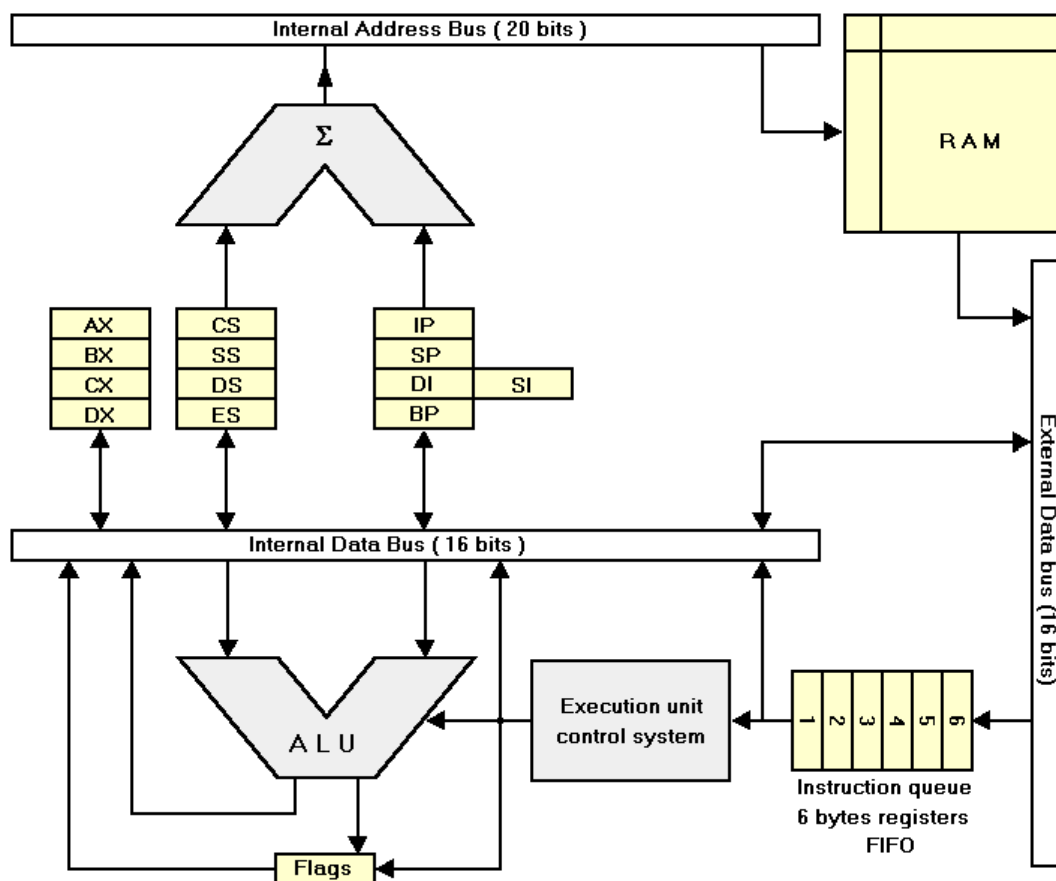 Internal Address Bus ( 20 bits )
Σ
R A M
AX
BX
CX
DX
CS
SS
DS
ES
IP
SP
DI
SI
BP
External Data bus (16 bits)
Internal Data Bus ( 16 bits )
A L U
Execution unit
control system
1
2
3
4
5
6
Instruction queue
6 bytes registers
FIFO
Flags